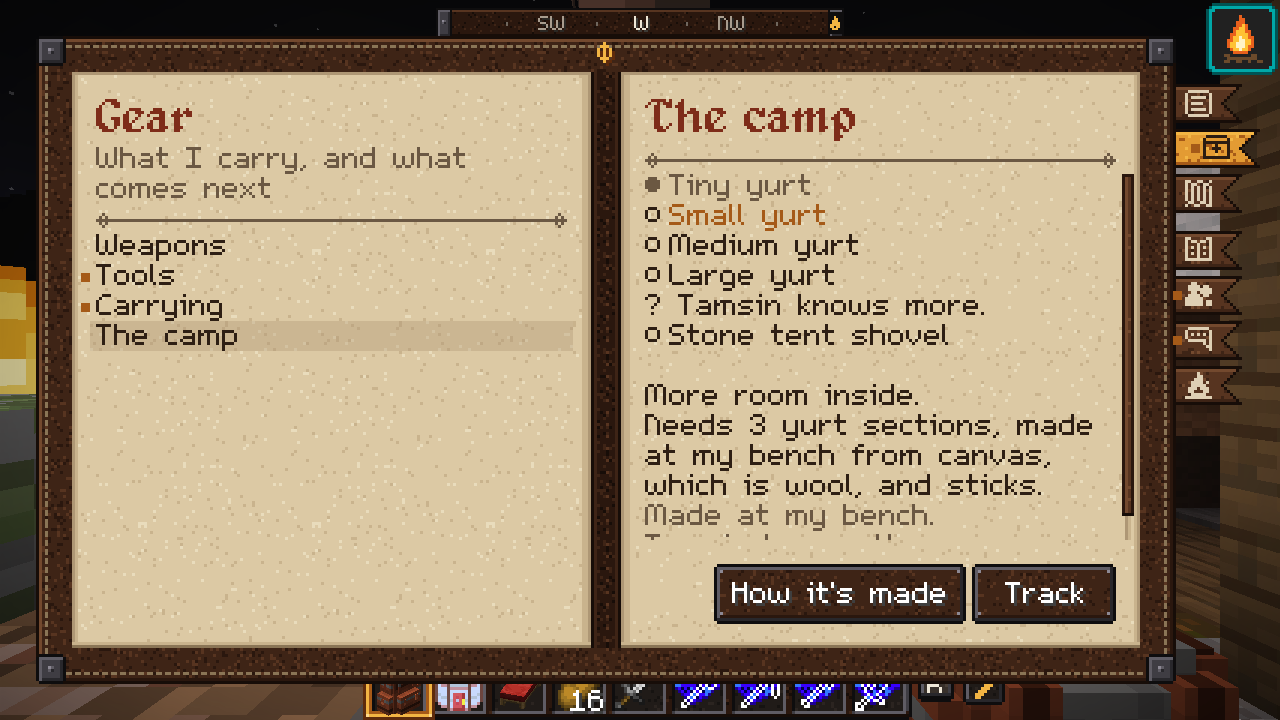 SW W NW
Gear
What I carry, and what
comes next
Weapons
Tools
Carrying
The camp
The camp
Tiny yurt
Small yurt
Medium yurt
Large yurt
? Tamsin knows more.
Stone tent shovel
More room inside.
Needs 3 yurt sections, made
at my bench from canvas,
which is wool, and sticks.
Made at my bench.
How it's made
Track
16